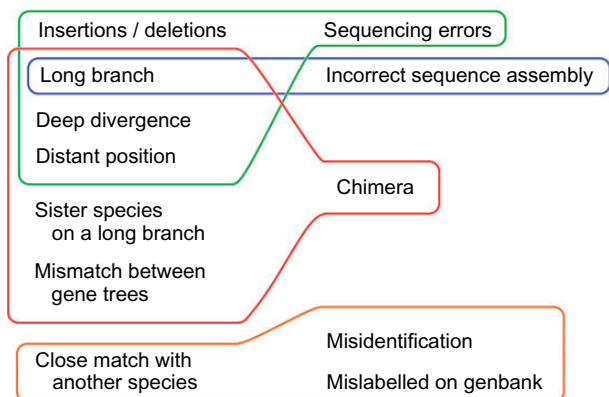 Insertions / deletions
Sequencing errors
Long branch
Incorrect sequence assembly
Deep divergence
Distant position
Chimera
Sister species
on a long branch
Mismatch between
gene trees
Misidentification
Close match with
another species
Mislabelled on genbank